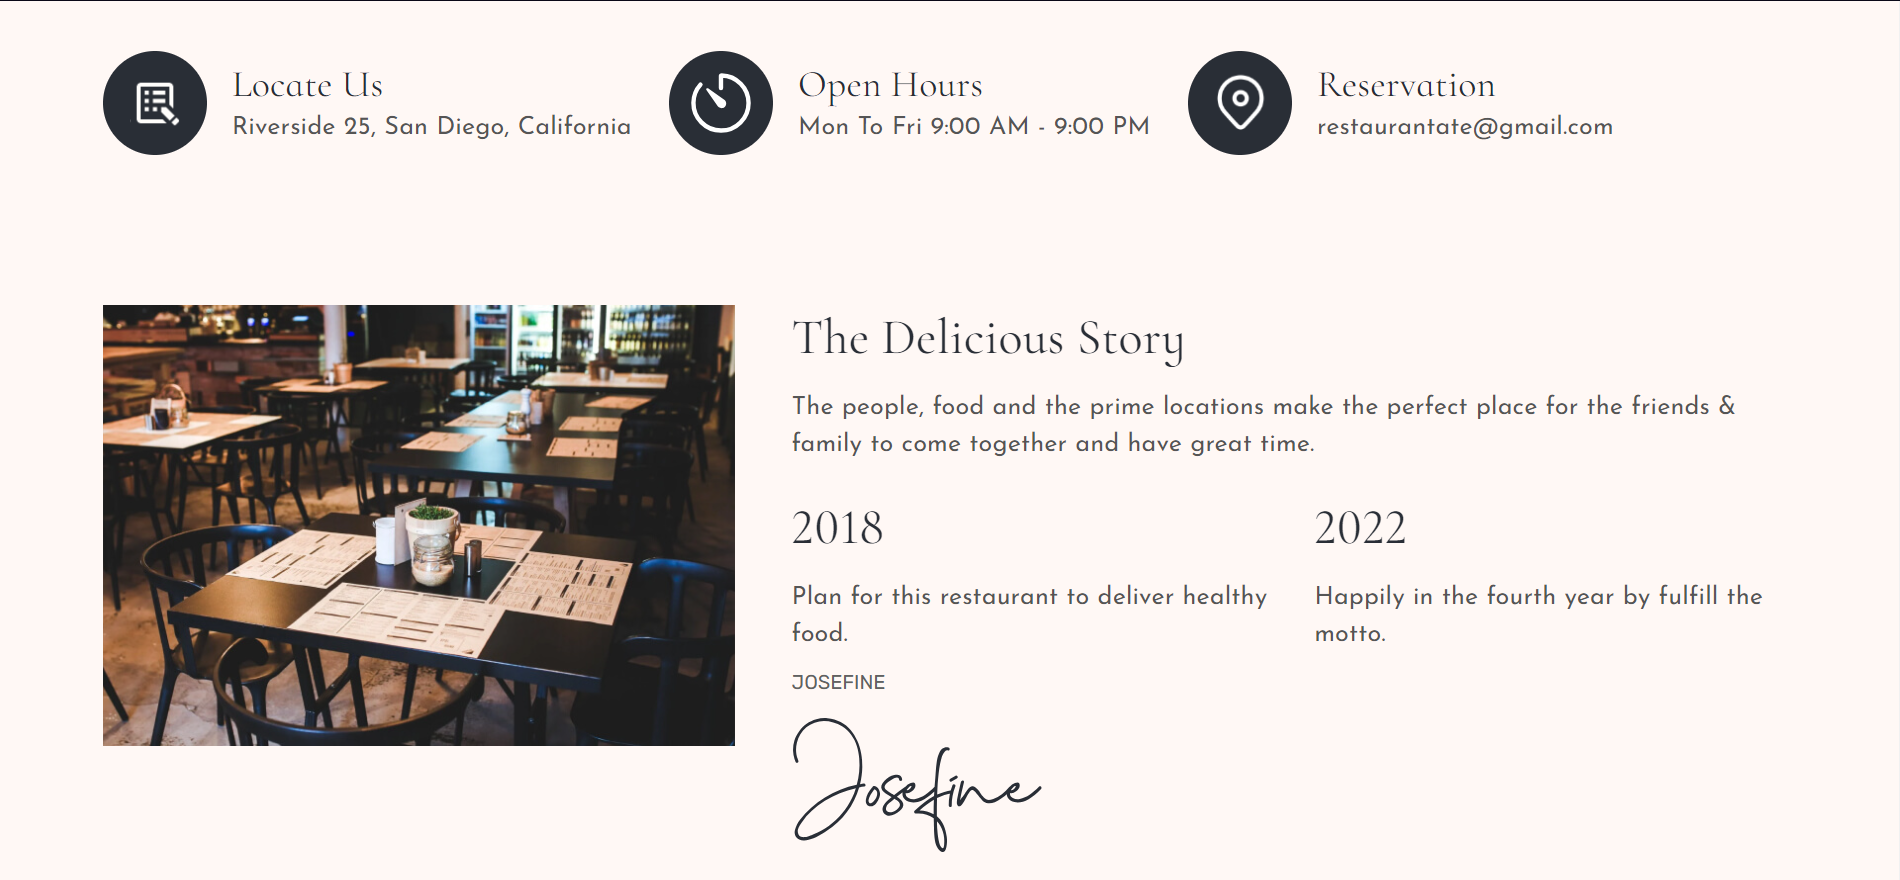 Locate Us
Riverside 25, San Diego, California
Open Hours
Mon To Fri 9:00 AM - 9:00 PM
Reservation
restaurantate@gmail.com
The Delicious Story
The people, food and the prime locations make the perfect place for the friends &
family to come together and have great time.
2018
Plan for this restaurant to deliver healthy
food.
2022
Happily in the fourth year by fulfill the
motto.
JOSEFINE
Josefine